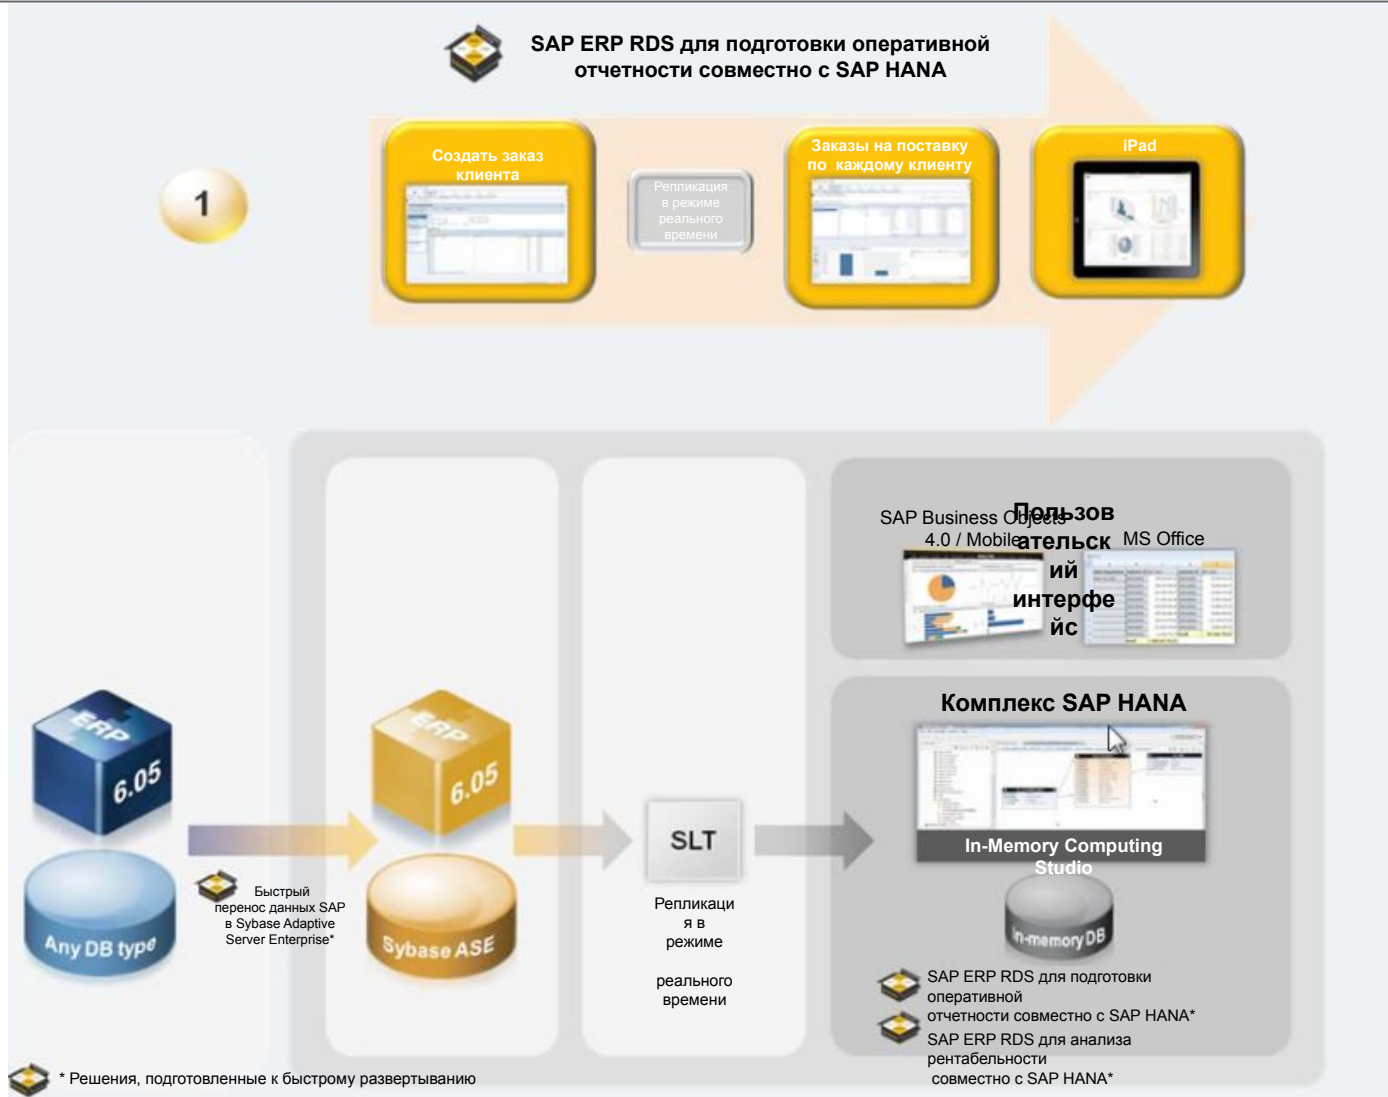 SAP ERP RDS для подготовки оперативной
отчетности совместно с SAP HANA
1
Создать заказ
клиента
Репликация
в режиме
реального
времени
Заказы на поставку
по каждому клиенту
iPad
SAP Business Objects
4.0 / Mobile
Пользов
ательск
ий
интерфе
йс
MS Office
Комплекс SAP HANA
In-Memory Computing
Studio
In-memory DB
ERP
6.05
Any DB type
Быстрый
перенос данных SAP
в Sybase Adaptive
Server Enterprise*
ERP
6.05
Sybase ASE
SLT
Репликаци
я в
режиме
реального
времени
SAP ERP RDS для подготовки
оперативной
отчетности совместно с SAP HANA*
SAP ERP RDS для анализа
рентабельности
совместно с SAP HANA*
* Решения, подготовленные к быстрому развертыванию